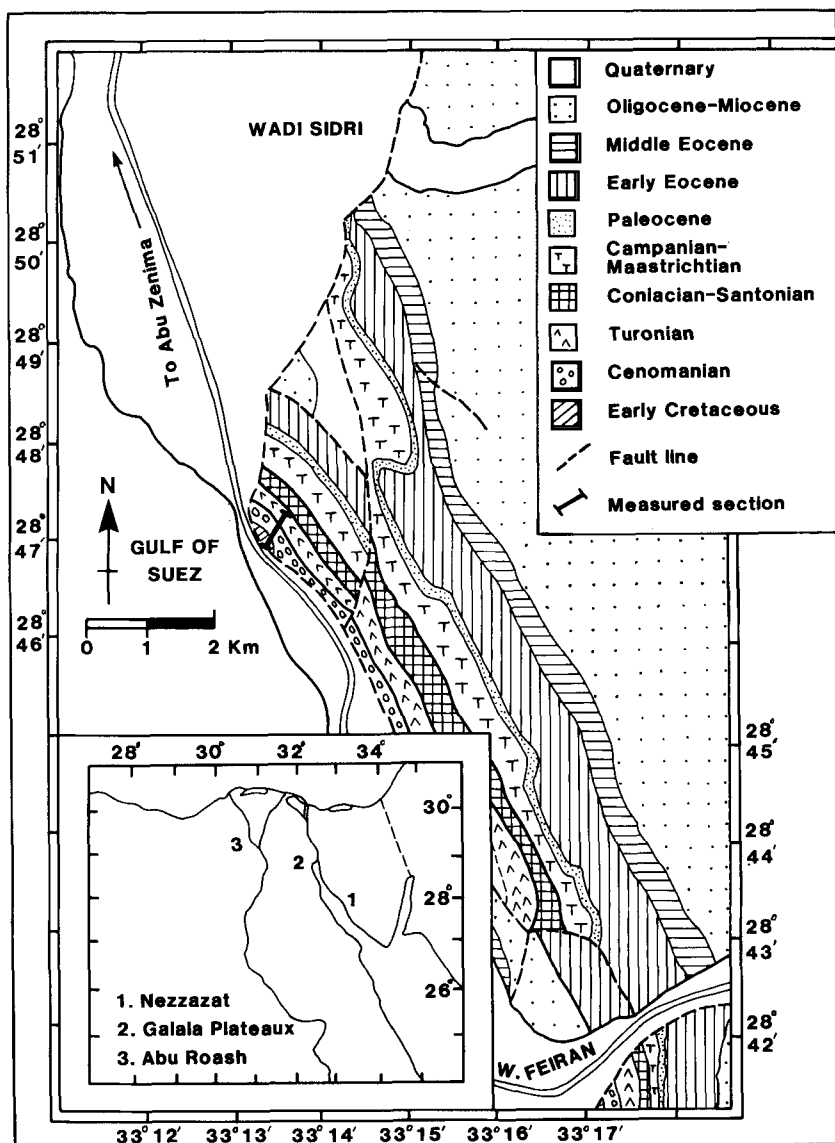 WADI SIDRI
To Abu Zenima
N
GULF OF
SUEZ
0 1 2 Km
Quaternary
Oligocene-Miocene
Middle Eocene
Early Eocene
Paleocene
Campanian-
Maastrichtian
Coniacian-Santonian
Turonian
Cenomanian
Early Cretaceous
Fault line
Measured section
28°
51'
28°
50'
28°
49'
28°
48'
28°
47'
28°
46'
28°
45'
28°
44'
28°
43'
28°
42'
28' 30' 32' 34'
30°
28°
26°
3
2
1
1. Nezzazat
2. Galala Plateaux
3. Abu Roash
W. FEIRAN
33°12' 33°13' 33°14' 33°15' 33°16' 33°17'